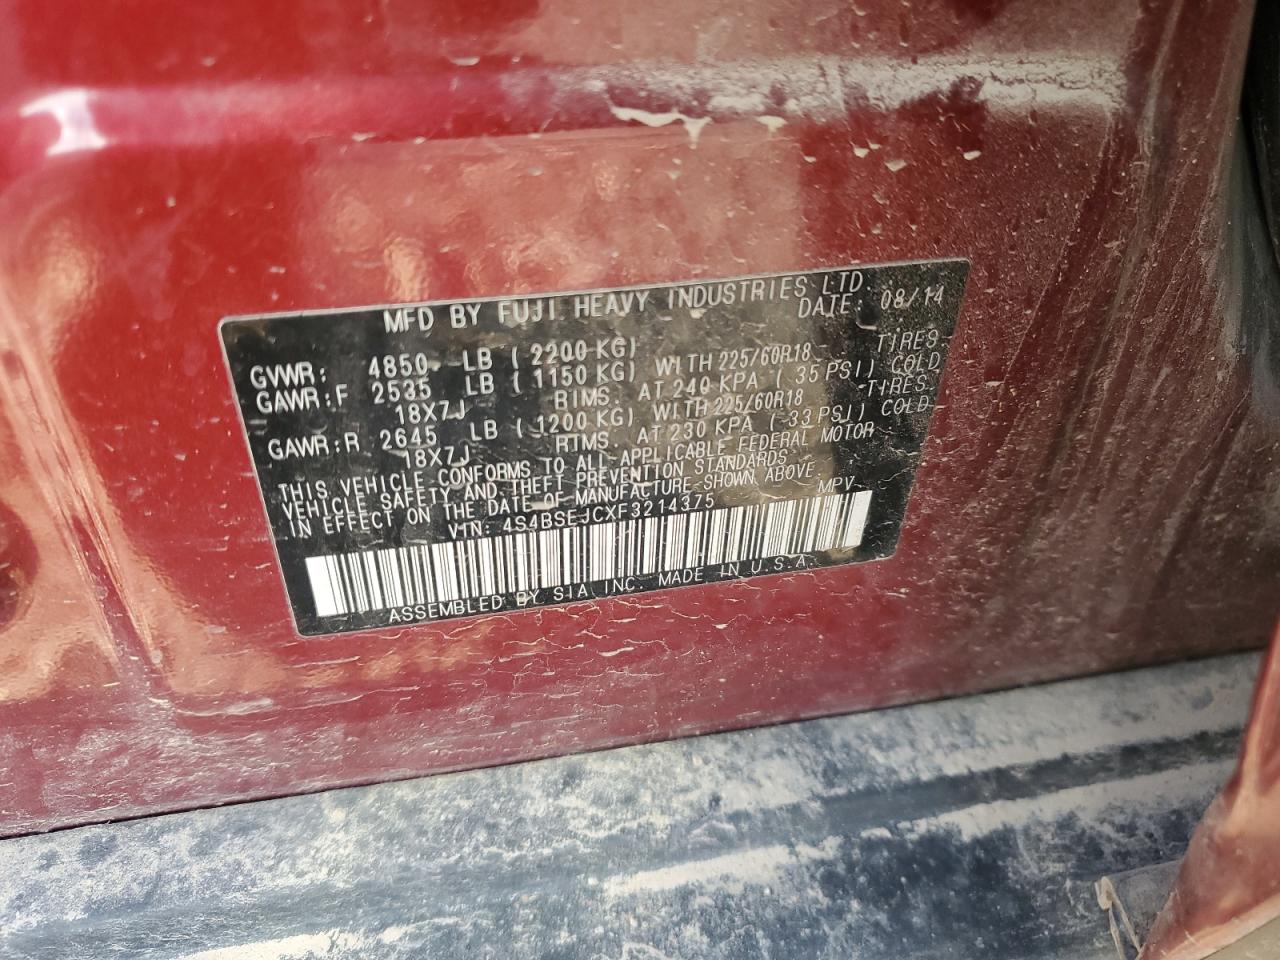 MFD BY FUJI HEAVY INDUSTRIES LTD.
DATE: 08/14
GVWR: 4850 LB ( 2200 KG)
GAWR:F 2535 LB ( 1150 KG) WITH 225/60R18 TIRES
18X7J RIMS. AT 240 KPA ( 35 PSI) COLD
GAWR:R 2645 LB ( 1200 KG) WITH 225/60R18 TIRES
18X7J RIMS. AT 230 KPA ( 33 PSI) COLD
THIS VEHICLE CONFORMS TO ALL APPLICABLE FEDERAL MOTOR
VEHICLE SAFETY AND THEFT PREVENTION STANDARDS
IN EFFECT ON THE DATE OF MANUFACTURE SHOWN ABOVE
VIN: 4S4BSEJCXF3214375 MPV
ASSEMBLED BY SIA INC. MADE IN U.S.A.